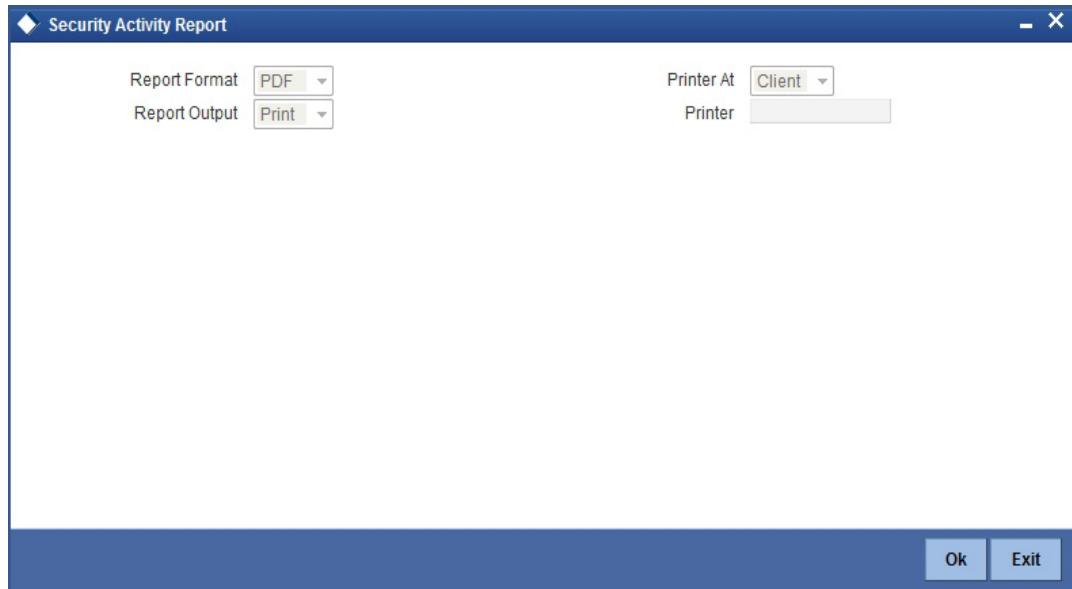 Security Activity Report
Report Format PDF Printer At Client
Report Output Print Printer
Ok Exit